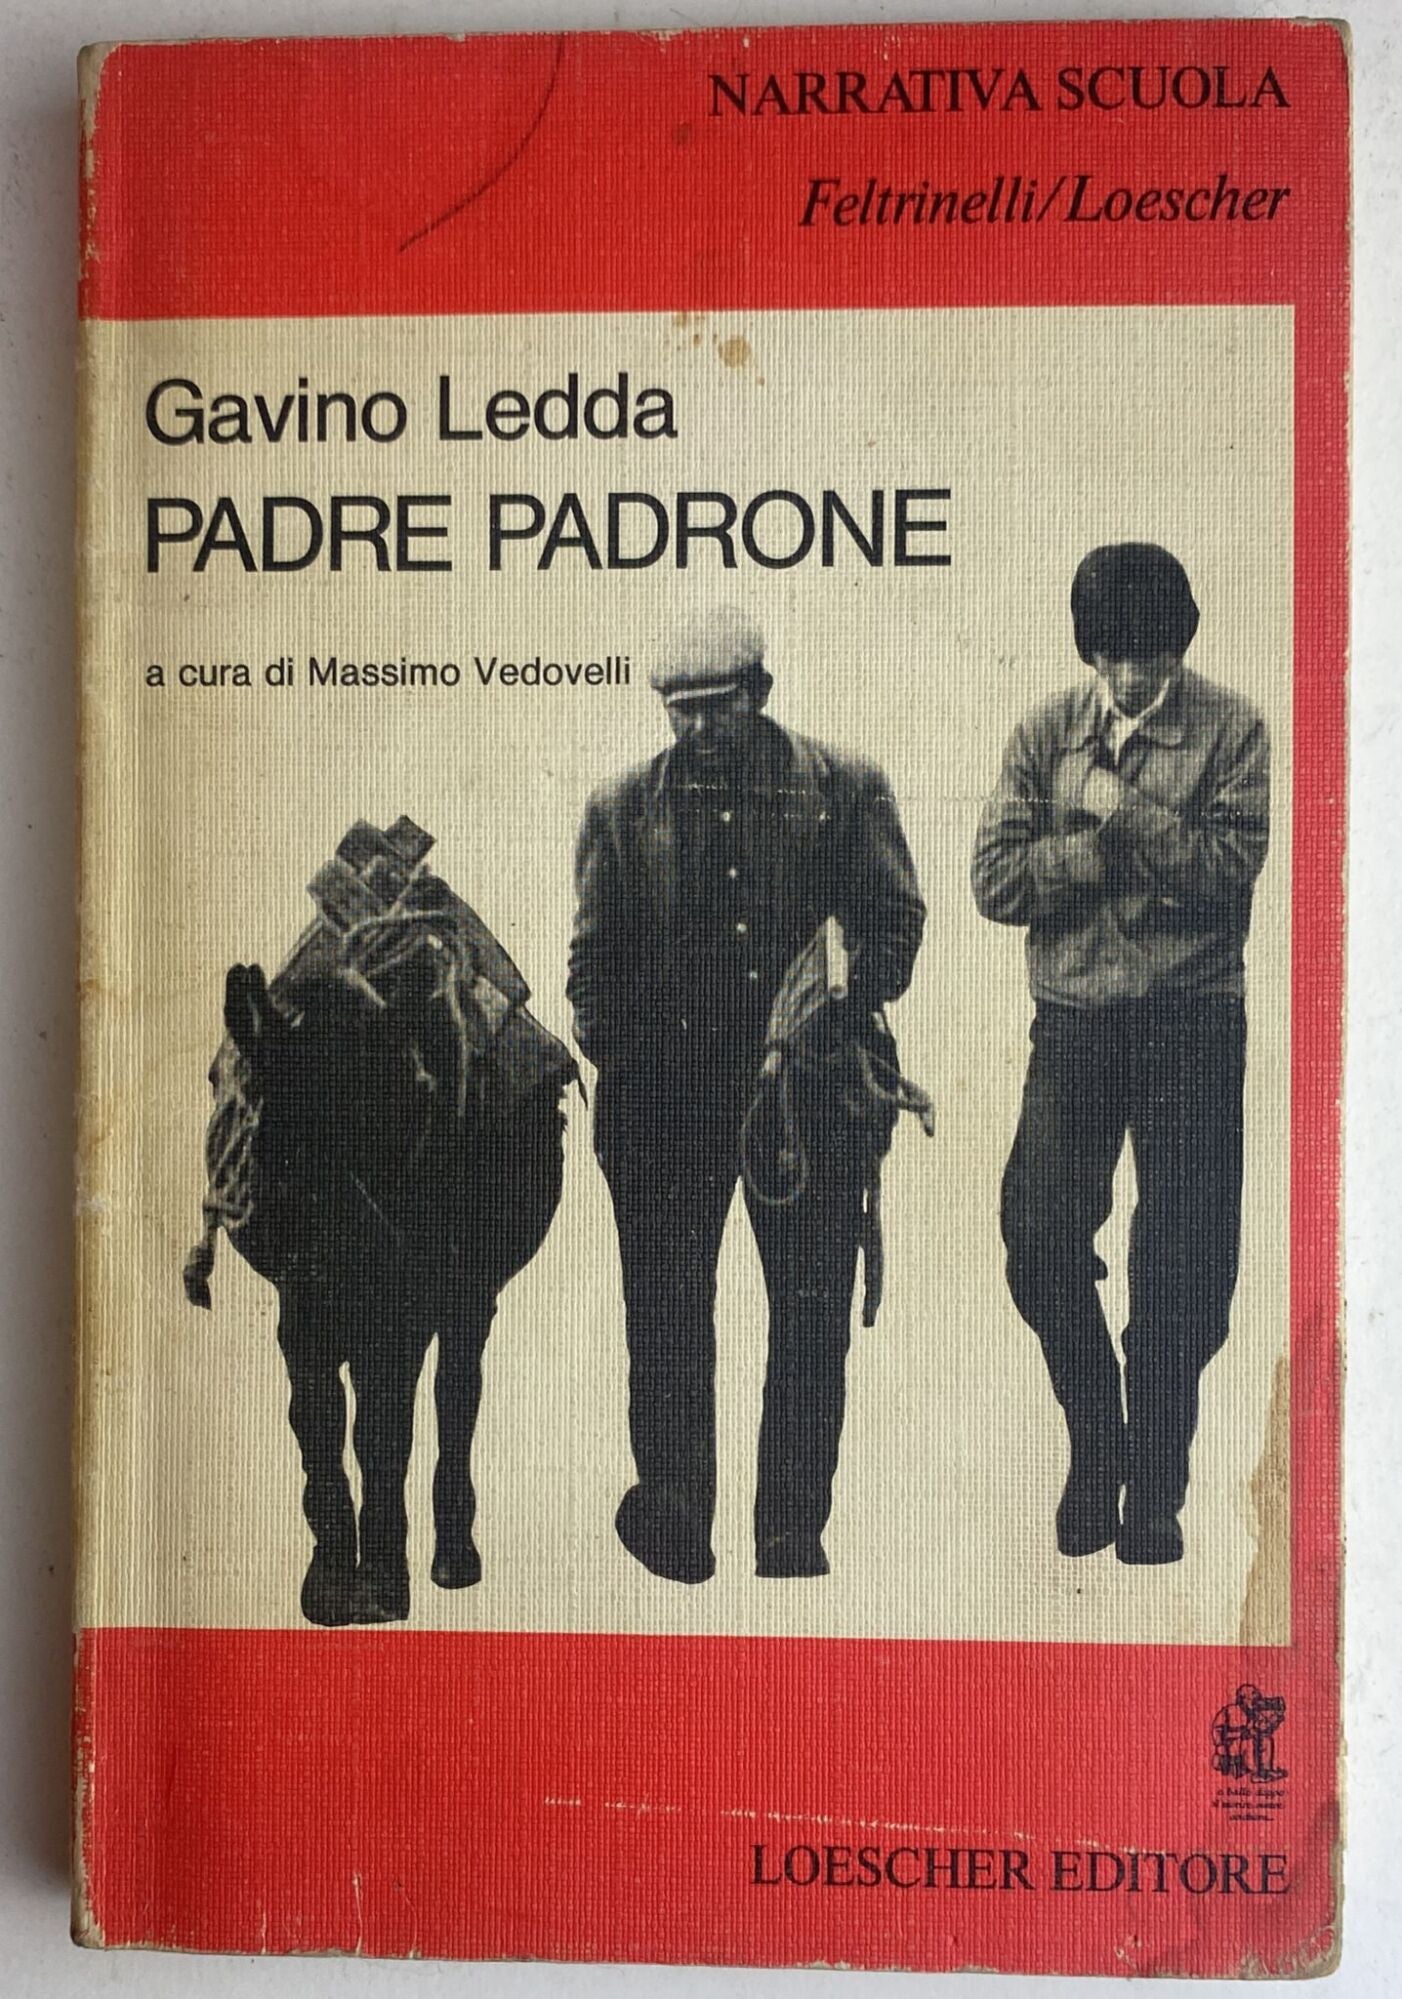 NARRATIVA SCUOLA
Feltrinelli/Loescher
Gavino Ledda
PADRE PADRONE
a cura di Massimo Vedovelli
LOESCHER EDITORE